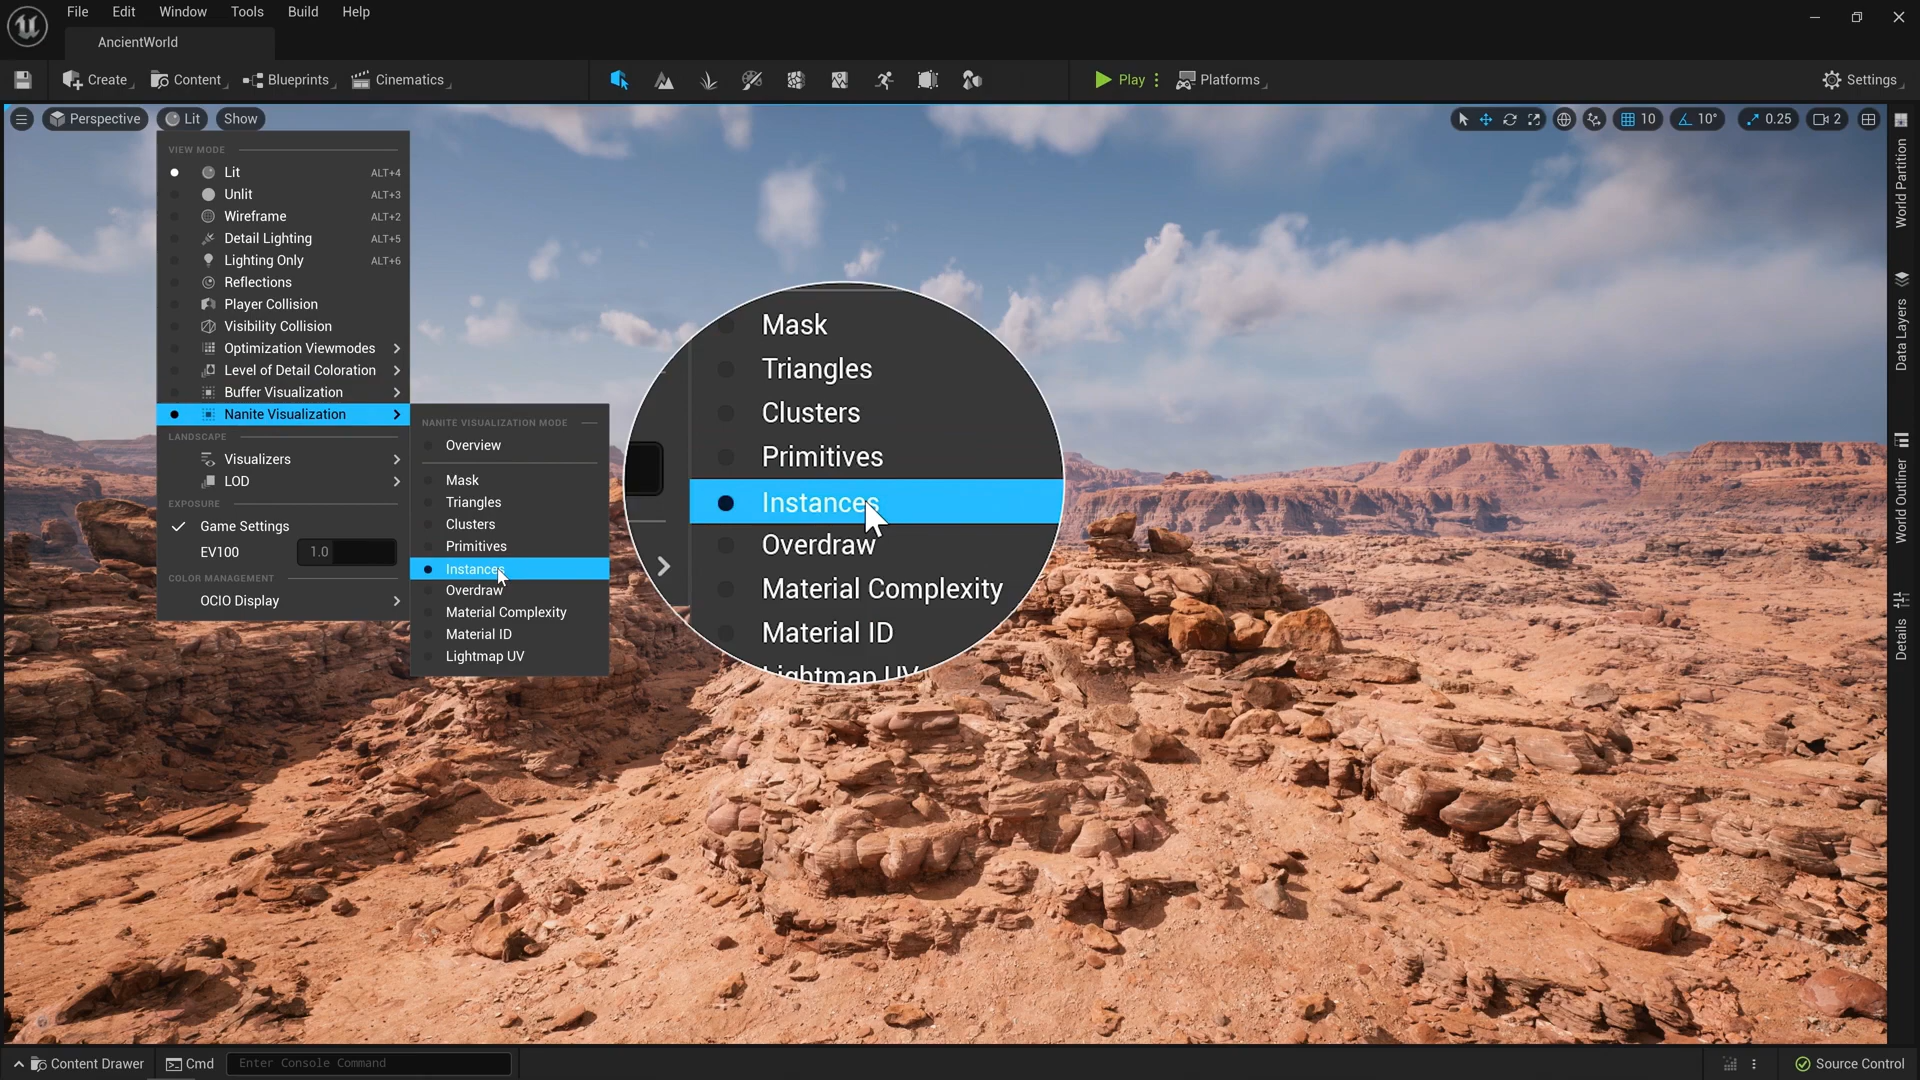 File Edit Window Tools Build Help
AncientWorld
Create Content Blueprints Cinematics Play Platforms Settings
Perspective Lit Show 10 10° 0.25 2
VIEW MODE
Lit ALT+4
Unlit ALT+3
Wireframe ALT+2
Detail Lighting ALT+5
Lighting Only ALT+6
Reflections
Player Collision
Visibility Collision
Optimization Viewmodes
Level of Detail Coloration
Buffer Visualization
Nanite Visualization
LANDSCAPE
Visualizers
LOD
EXPOSURE
Game Settings
EV100 1.0
COLOR MANAGEMENT
OCIO Display
NANITE VISUALIZATION MODE
Overview
Mask
Triangles
Clusters
Primitives
Instances
Overdraw
Material Complexity
Material ID
Lightmap UV
Mask
Triangles
Clusters
Primitives
Instances
Overdraw
Material Complexity
Material ID
Lightmap UV
World Partition
Data Layers
World Outliner
Details
Content Drawer Cmd Enter Console Command Source Control